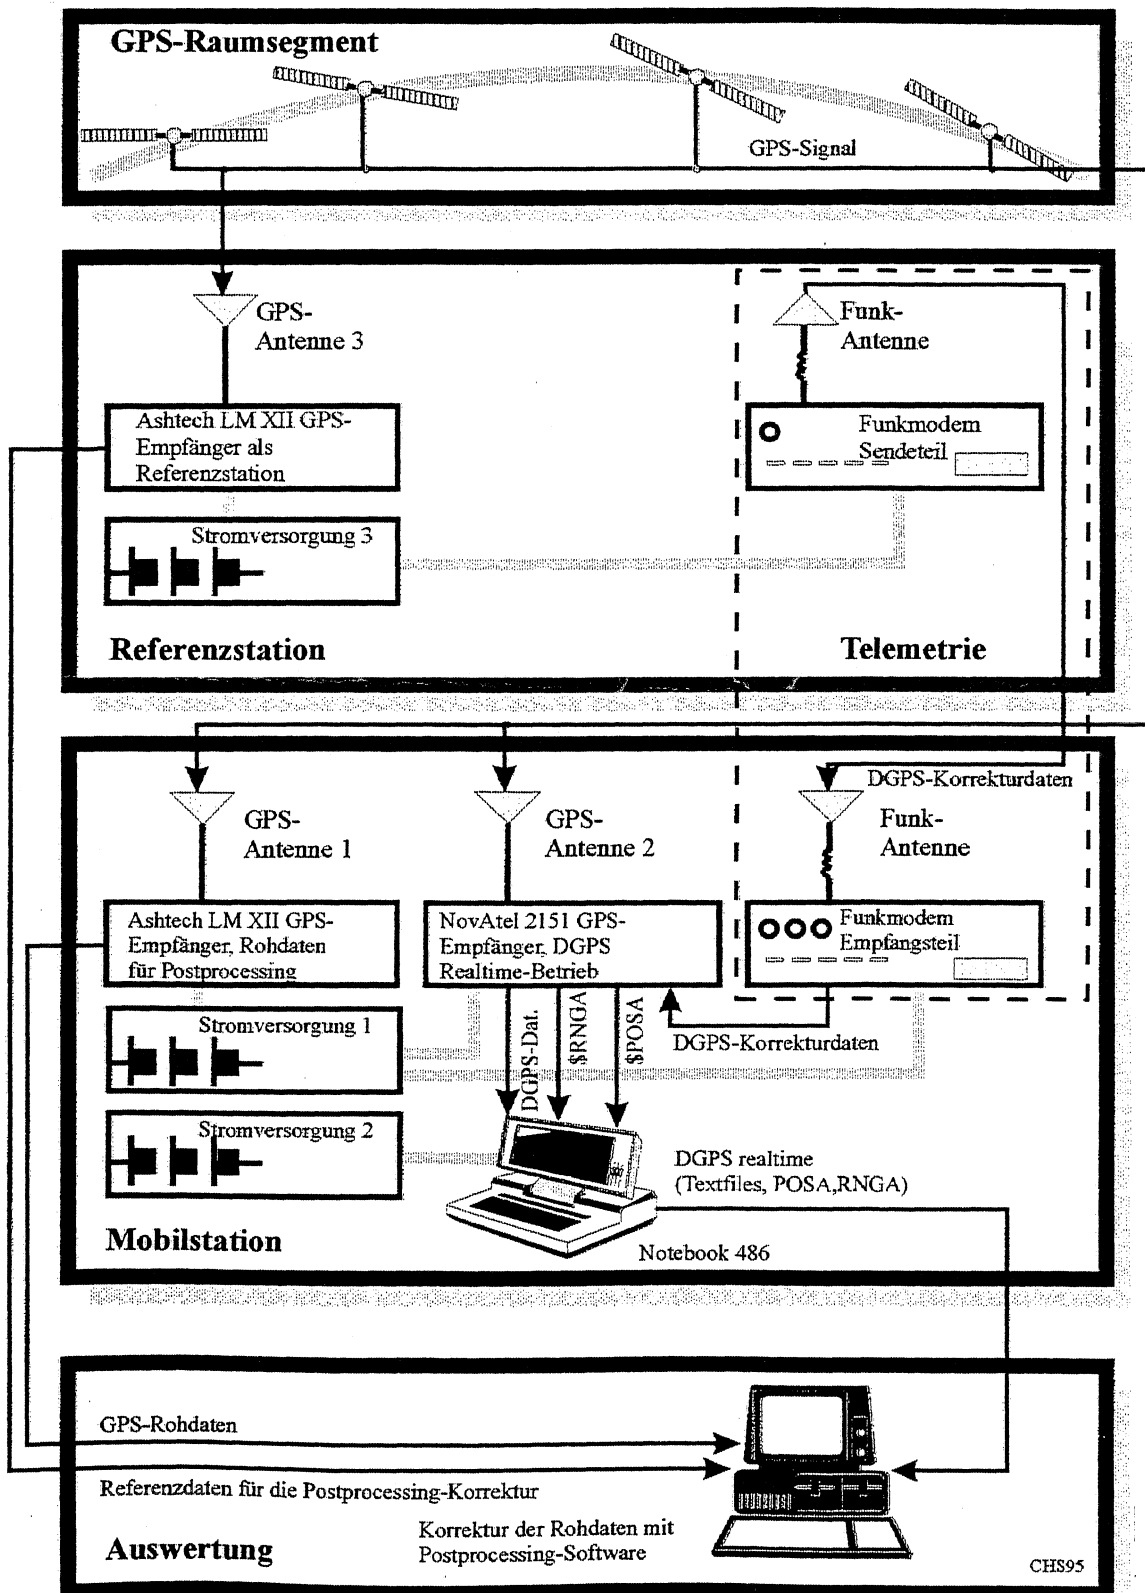 GPS-Raumsegment
GPS-Signal
GPS-
Antenne 3
Funk-
Antenne
Ashtech LM XII GPS-
Empfänger als
Referenzstation
Funkmodem
Sendeteil
Stromversorgung 3
Referenzstation
Telemetrie
DGPS-Korrekturdaten
GPS-
Antenne 1
GPS-
Antenne 2
Funk-
Antenne
Ashtech LM XII GPS-
Empfänger, Rohdaten
für Postprocessing
NovAtel 2151 GPS-
Empfänger, DGPS
Realtime-Betrieb
Funkmodem
Empfangsteil
Stromversorgung 1
DGPS-Dat.
$RNGA
$POSA
DGPS-Korrekturdaten
Stromversorgung 2
DGPS realtime
(Textfiles, POSA,RNGA)
Mobilstation
Notebook 486
GPS-Rohdaten
Referenzdaten für die Postprocessing-Korrektur
Korrektur der Rohdaten mit
Postprocessing-Software
Auswertung
CHS95